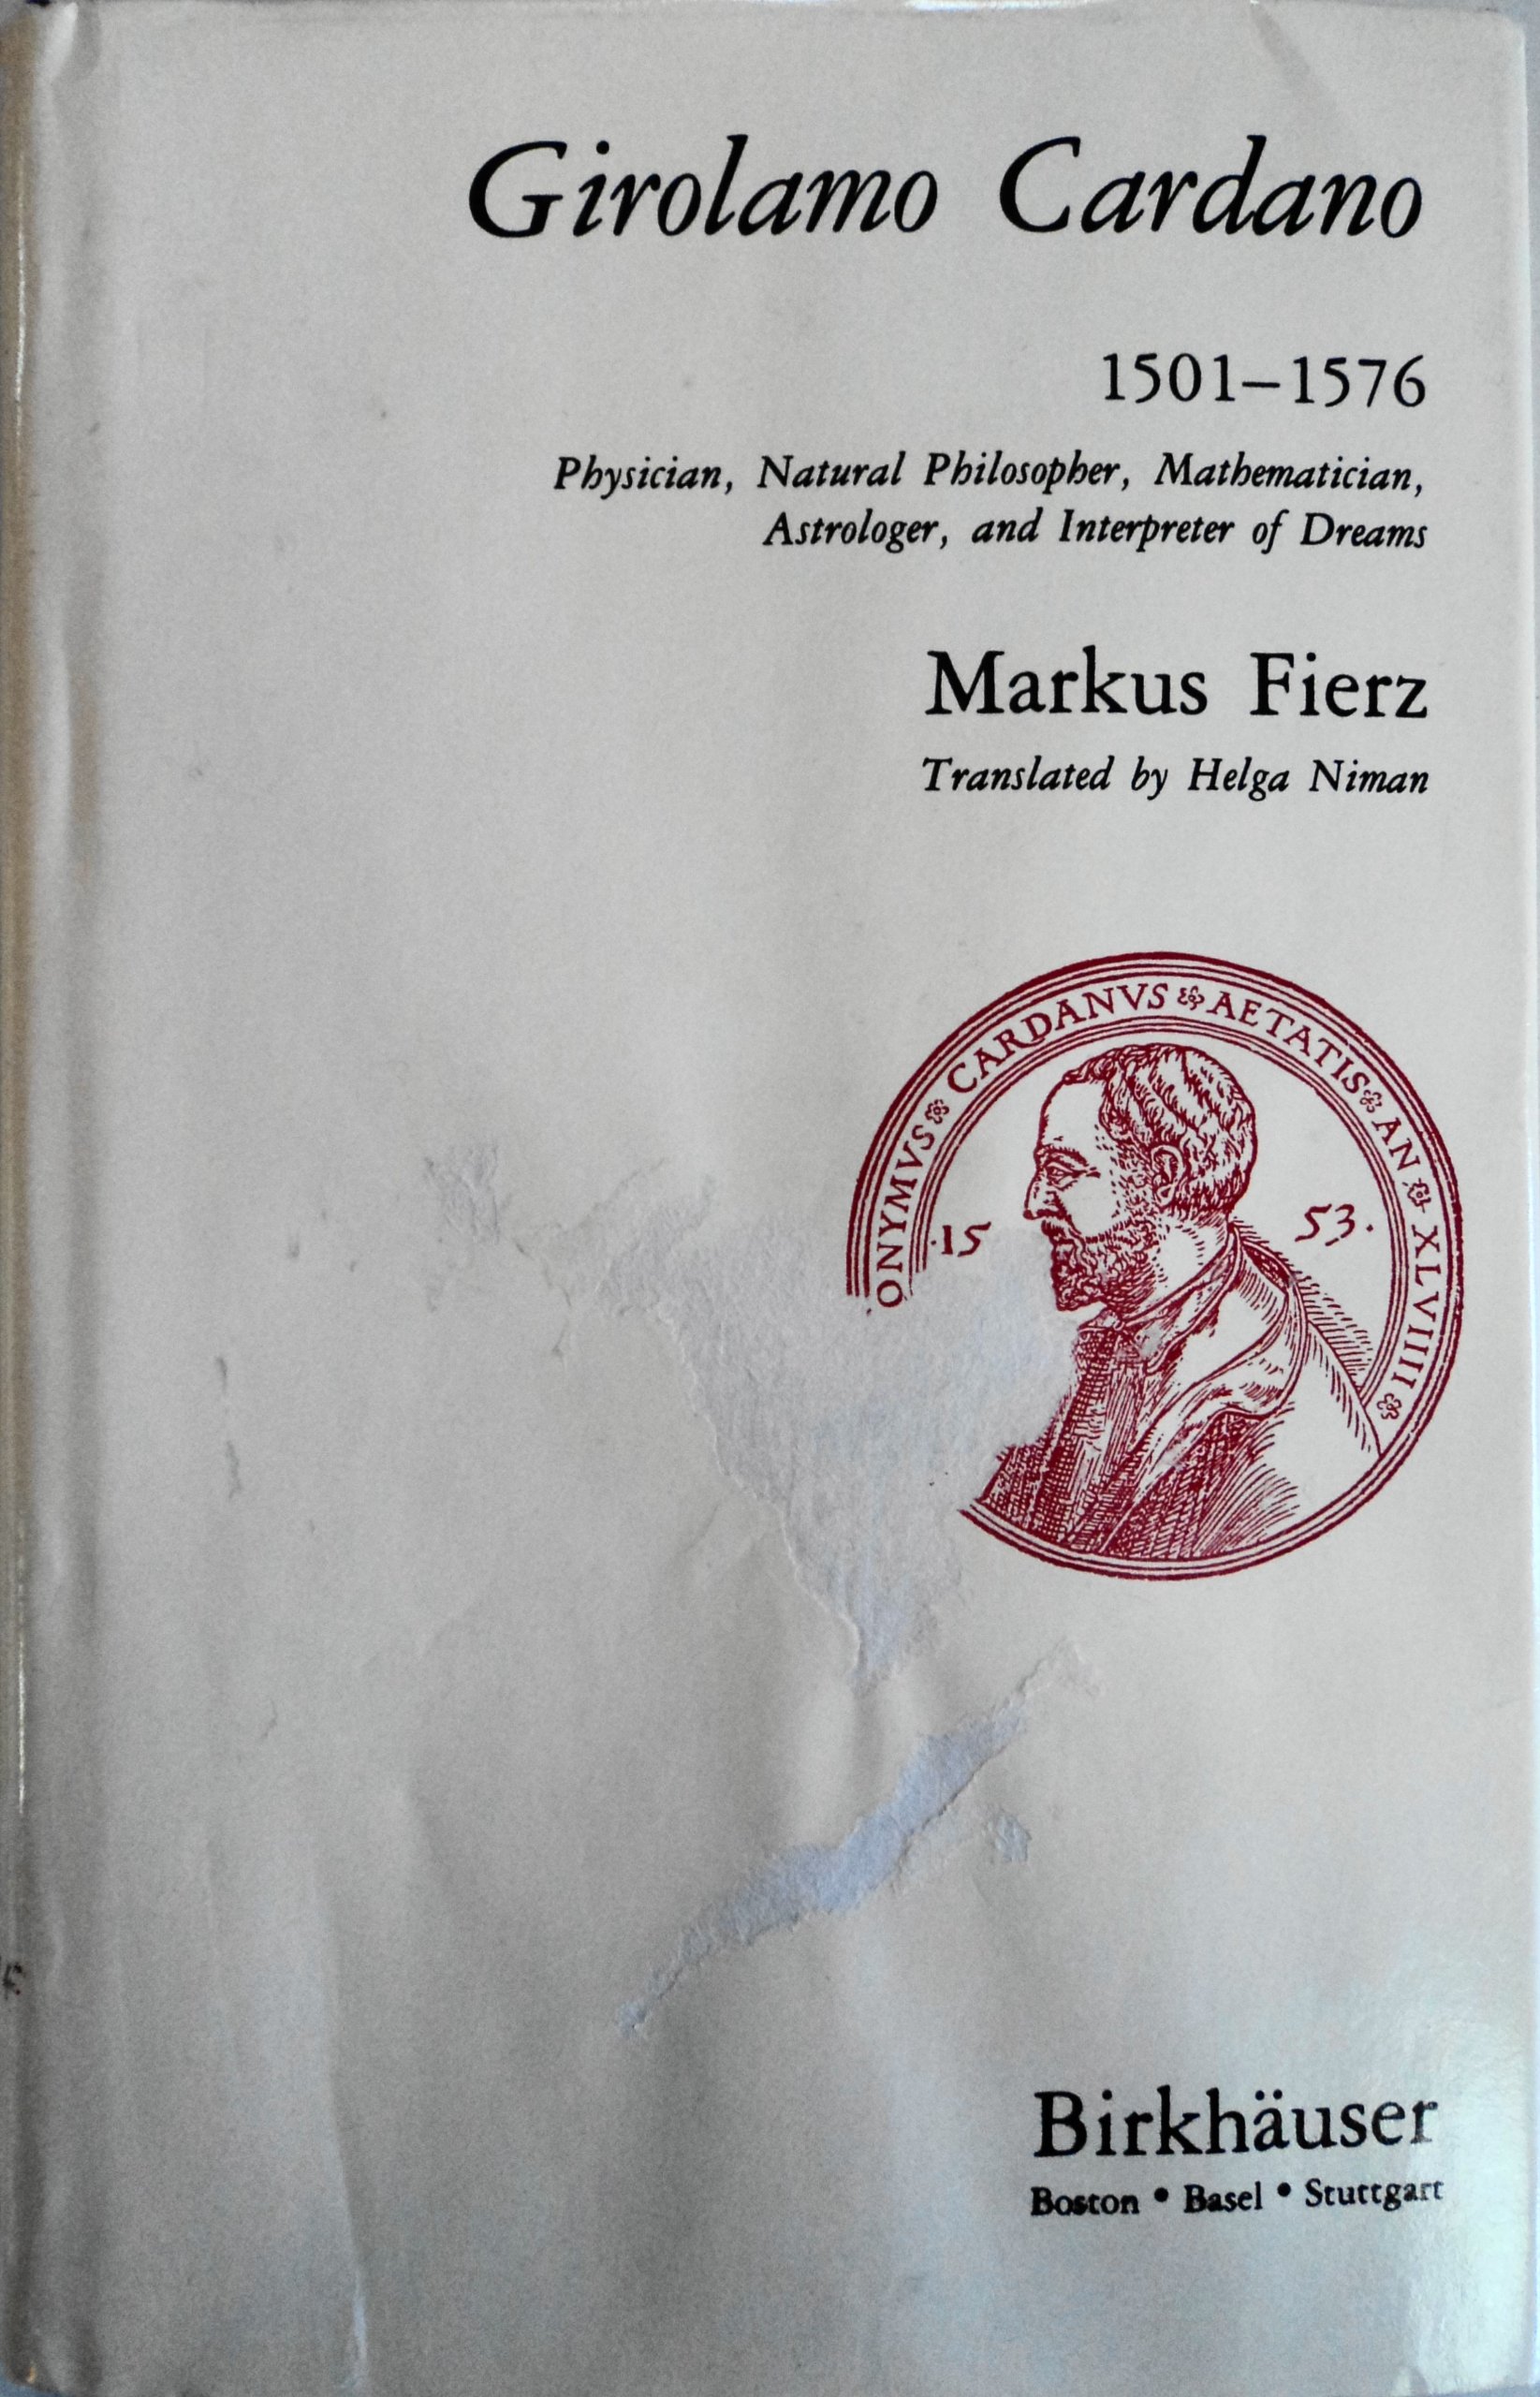 Girolamo Cardano
1501–1576
Physician, Natural Philosopher, Mathematician,
Astrologer, and Interpreter of Dreams
Markus Fierz
Translated by Helga Niman
ONYMVS CARDANVS AETATIS AN XLVIIII
·15 53·
Birkhäuser
Boston • Basel • Stuttgart